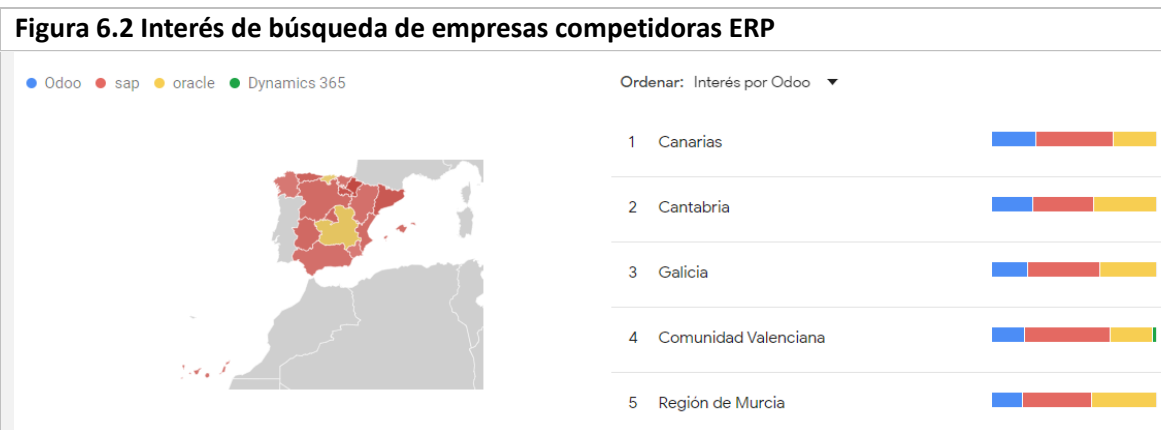 Figura 6.2 Interés de búsqueda de empresas competidoras ERP
Odoo sap oracle Dynamics 365
Ordenar: Interés por Odoo
1 Canarias
2 Cantabria
3 Galicia
4 Comunidad Valenciana
5 Región de Murcia